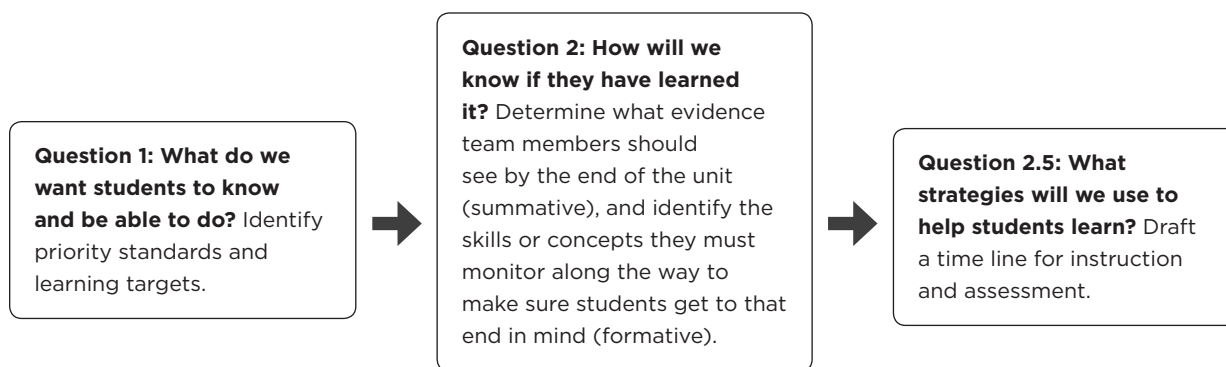 Question 1: What do we
want students to know
and be able to do? Identify
priority standards and
learning targets.
Question 2: How will we
know if they have learned
it? Determine what evidence
team members should
see by the end of the unit
(summative), and identify the
skills or concepts they must
monitor along the way to
make sure students get to that
end in mind (formative).
Question 2.5: What
strategies will we use to
help students learn? Draft
a time line for instruction
and assessment.